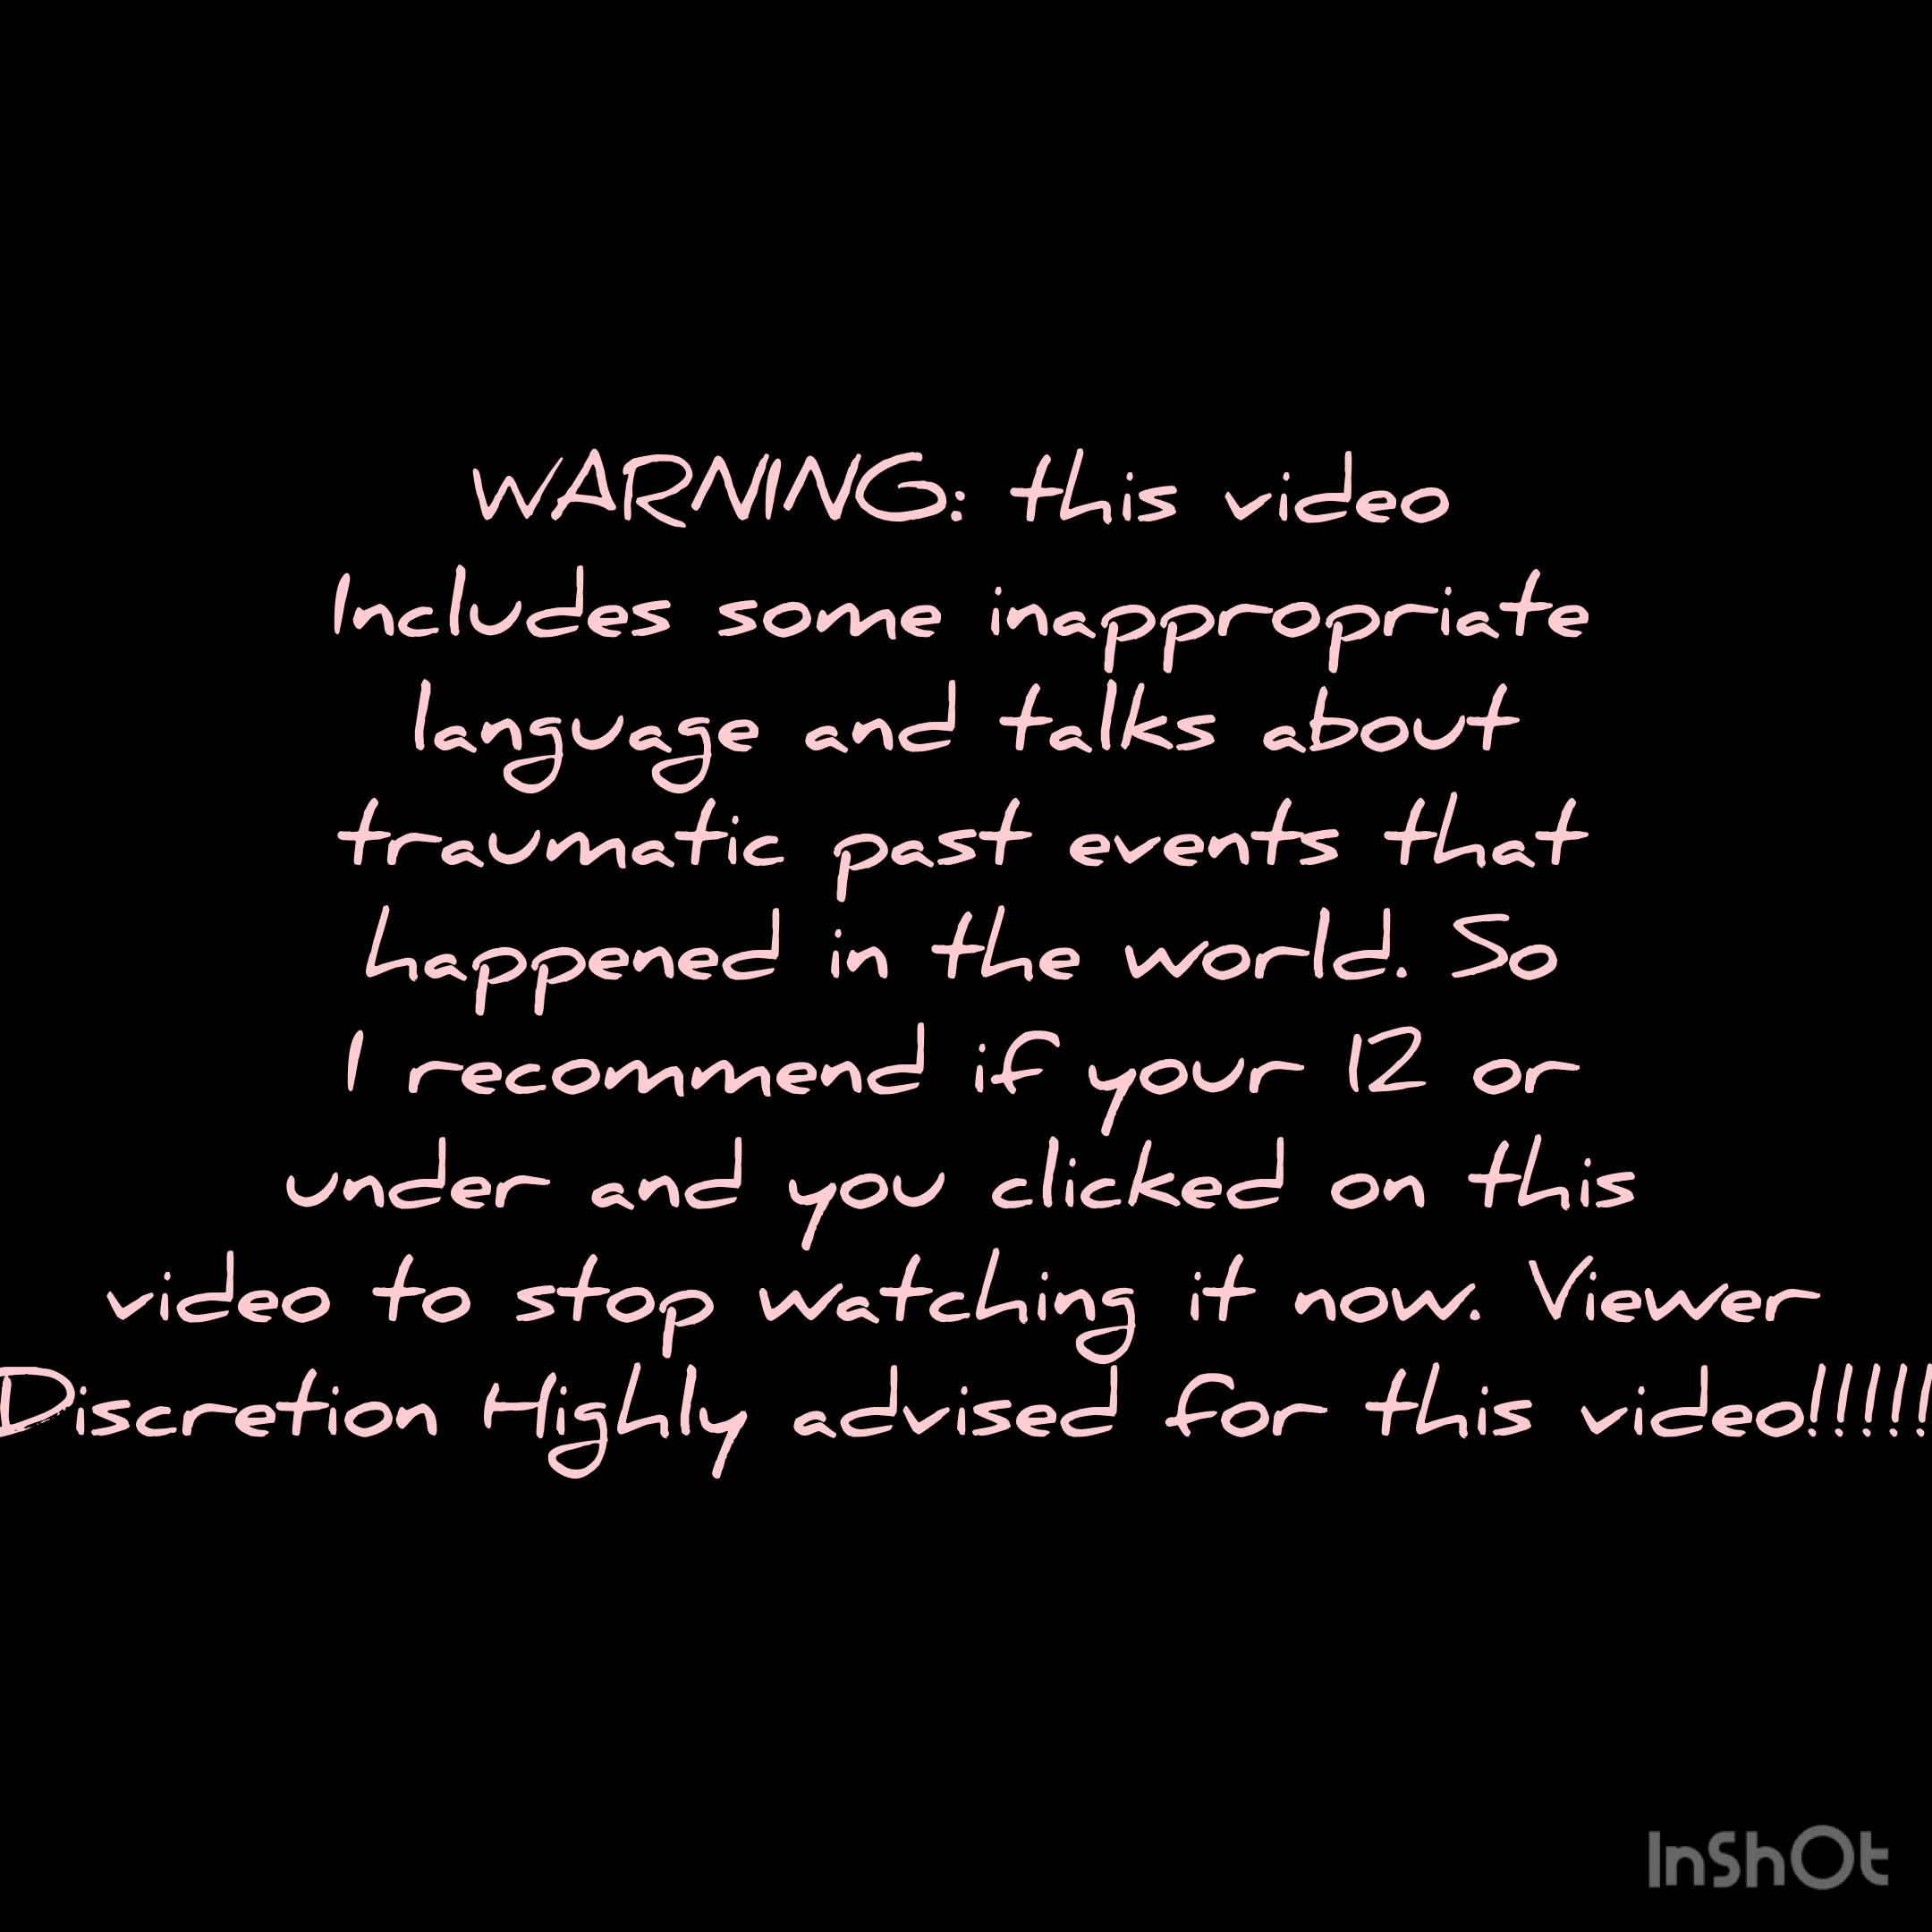 WARNING: this video
Includes some inappropriate
language and talks about
traumatic past events that
happened in the world. So
I recommend if your 12 or
under and you clicked on this
video to stop watching it now. Viewer
Discretion Highly advised for this video!!!!!
InShOt